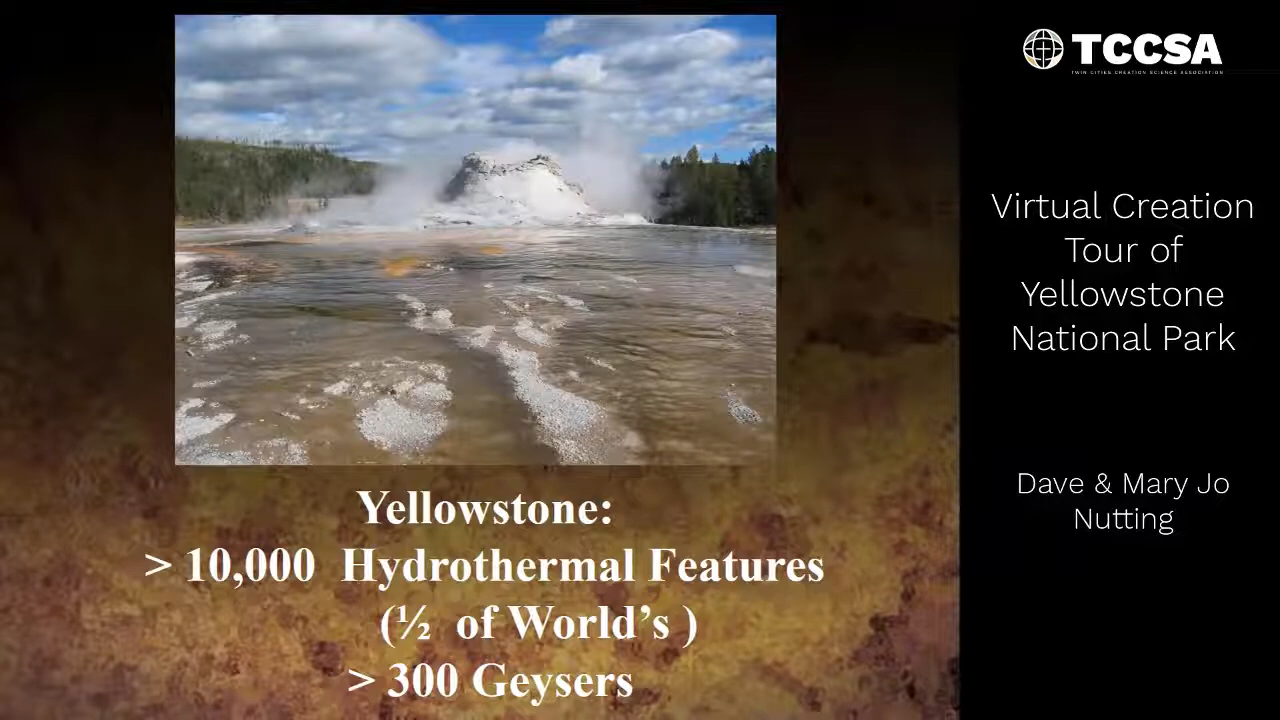 TCCSA
TWIN CITIES CREATION SCIENCE ASSOCIATION
Virtual Creation
Tour of
Yellowstone
National Park
Dave & Mary Jo
Nutting
Yellowstone:
> 10,000  Hydrothermal Features
(½  of World’s )
> 300 Geysers